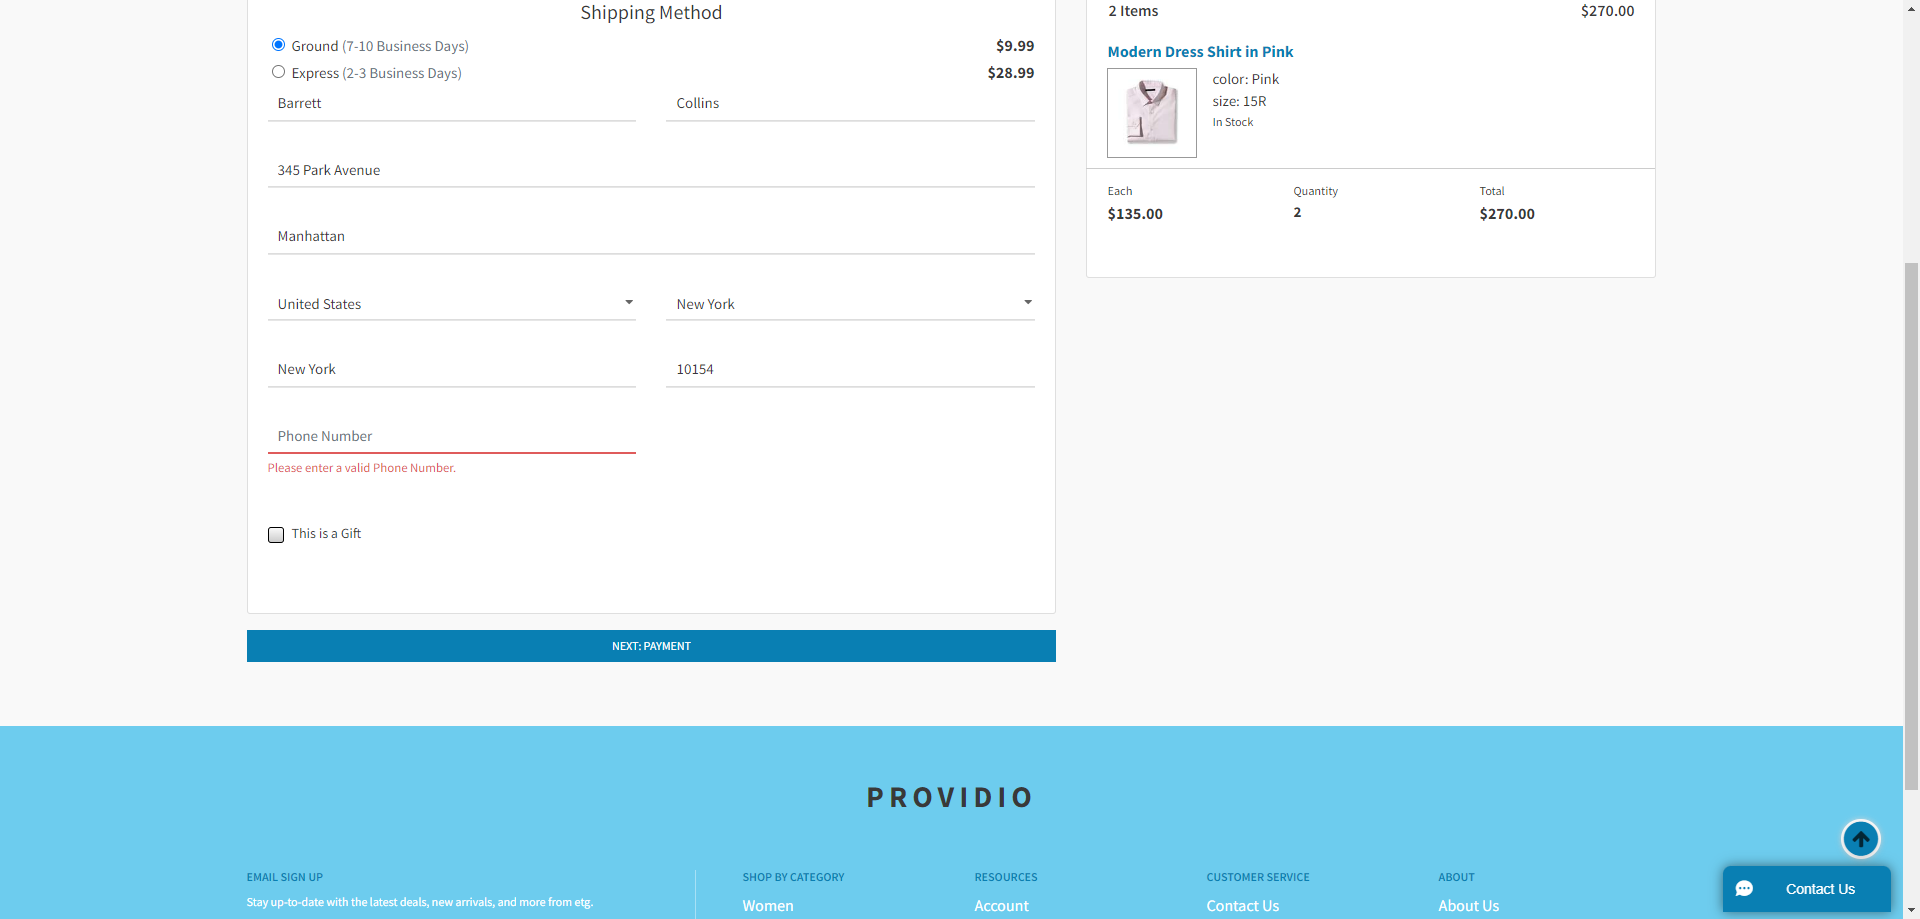 Shipping Method
Ground (7-10 Business Days) $9.99
Express (2-3 Business Days) $28.99
Barrett Collins
345 Park Avenue
Manhattan
United States New York
New York 10154
Phone Number
Please enter a valid Phone Number.
This is a Gift
NEXT: PAYMENT
2 Items $270.00
Modern Dress Shirt in Pink
color: Pink
size: 15R
In Stock
Each Quantity Total
$135.00 2 $270.00
PROVIDIO
EMAIL SIGN UP
Stay up-to-date with the latest deals, new arrivals, and more from etg.
SHOP BY CATEGORY
Women
RESOURCES
Account
CUSTOMER SERVICE
Contact Us
ABOUT
About Us
Contact Us